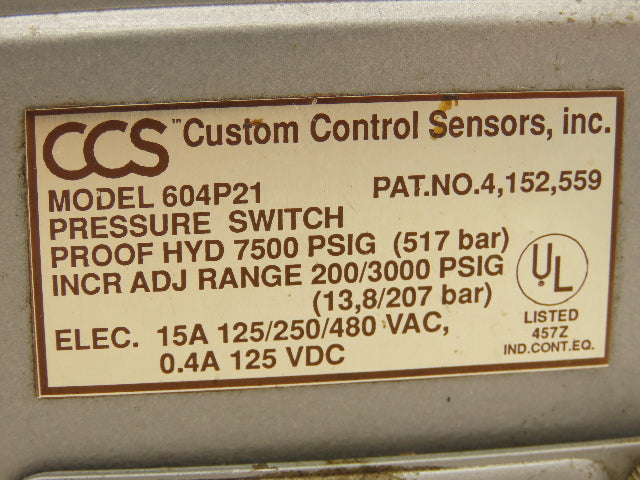 CCS™ Custom Control Sensors, inc.
MODEL 604P21 PAT.NO.4,152,559
PRESSURE SWITCH
PROOF HYD 7500 PSIG (517 bar)
INCR ADJ RANGE 200/3000 PSIG
(13,8/207 bar)
ELEC. 15A 125/250/480 VAC,
0.4A 125 VDC
UL
LISTED
457Z
IND.CONT.EQ.